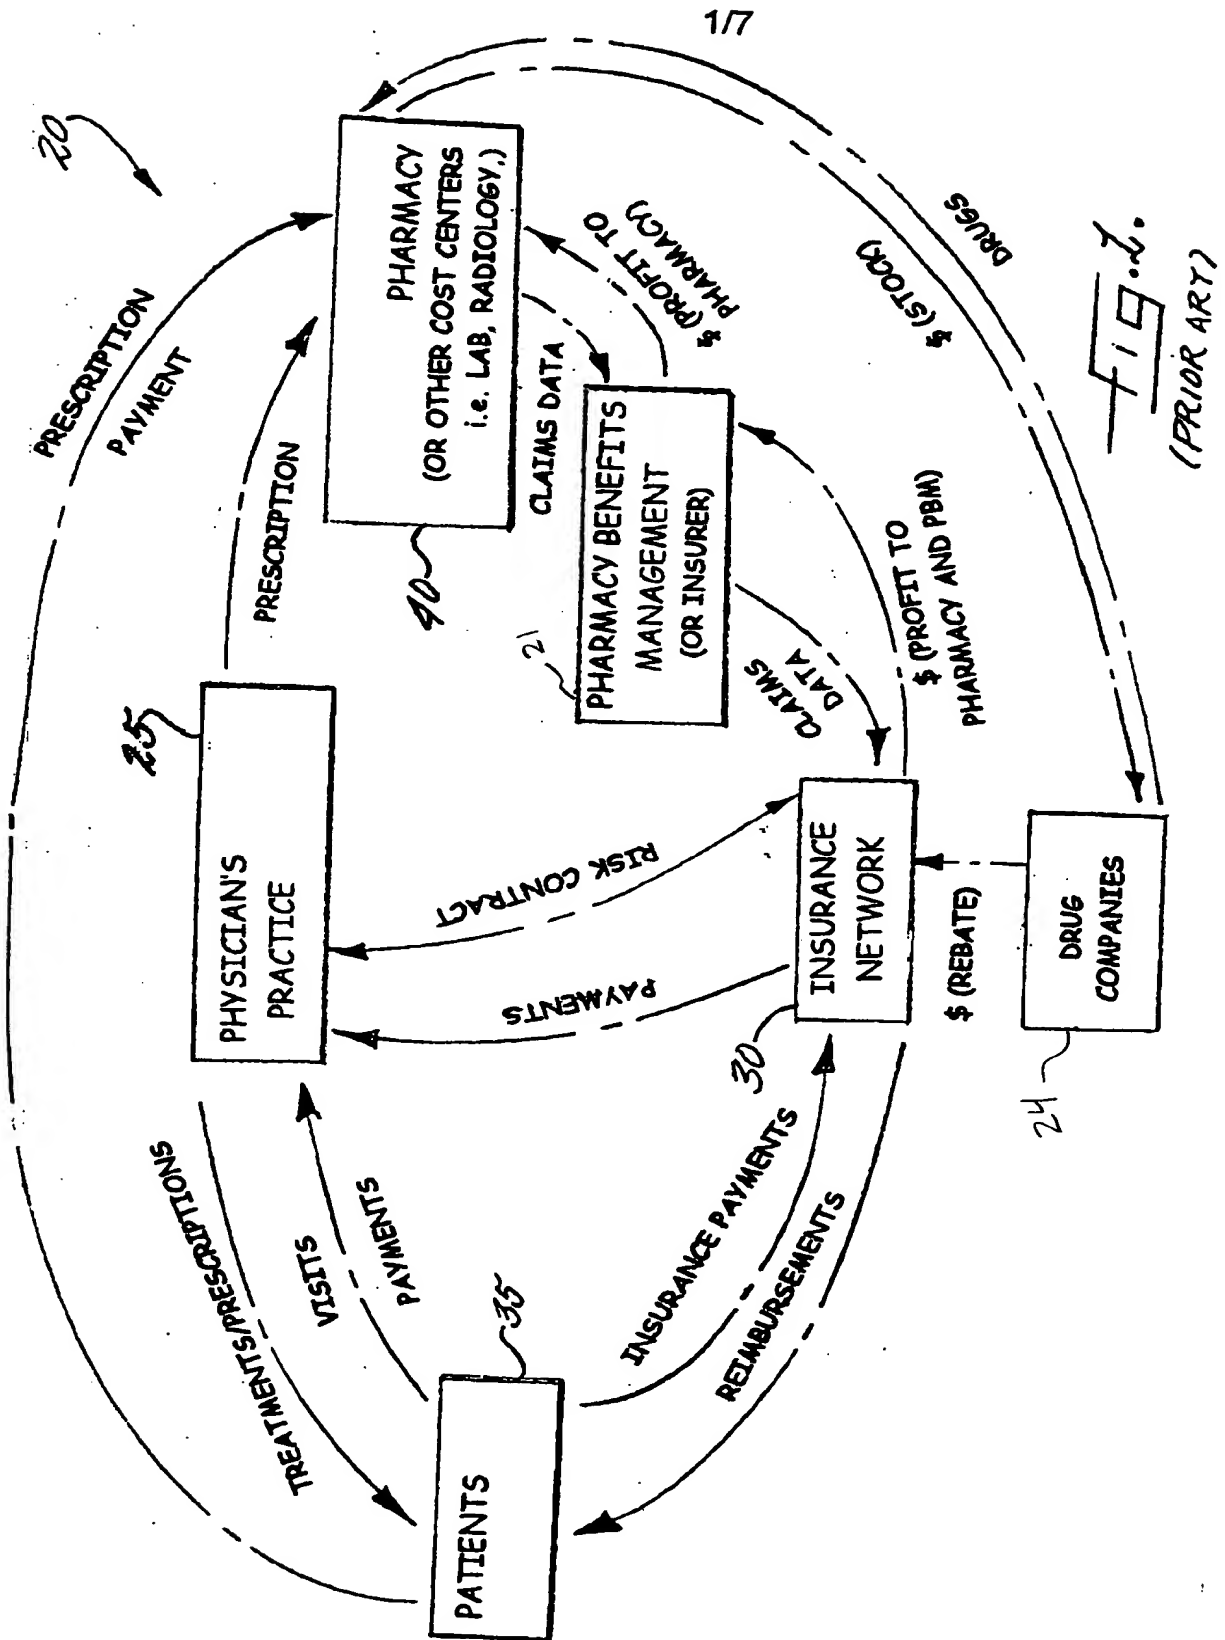 1/7
20
PRESCRIPTION
PAYMENT
PRESCRIPTION
25
PHYSICIAN'S
PRACTICE
PHARMACY
(OR OTHER COST CENTERS
i.e. LAB, RADIOLOGY,)
40
CLAIMS DATA
$ (PROFIT TO
PHARMACY)
21
PHARMACY BENEFITS
MANAGEMENT
(OR INSURER)
CLAIMS
DATA
$ (PROFIT TO
PHARMACY AND PBM)
$ (STOCK)
DRUGS
TREATMENTS/PRESCRIPTIONS
VISITS
PAYMENTS
RISK CONTRACT
PAYMENTS
PATIENTS
35
INSURANCE PAYMENTS
REIMBURSEMENTS
30
INSURANCE
NETWORK
$ (REBATE)
24
DRUG
COMPANIES
Fig. 1.
(PRIOR ART)